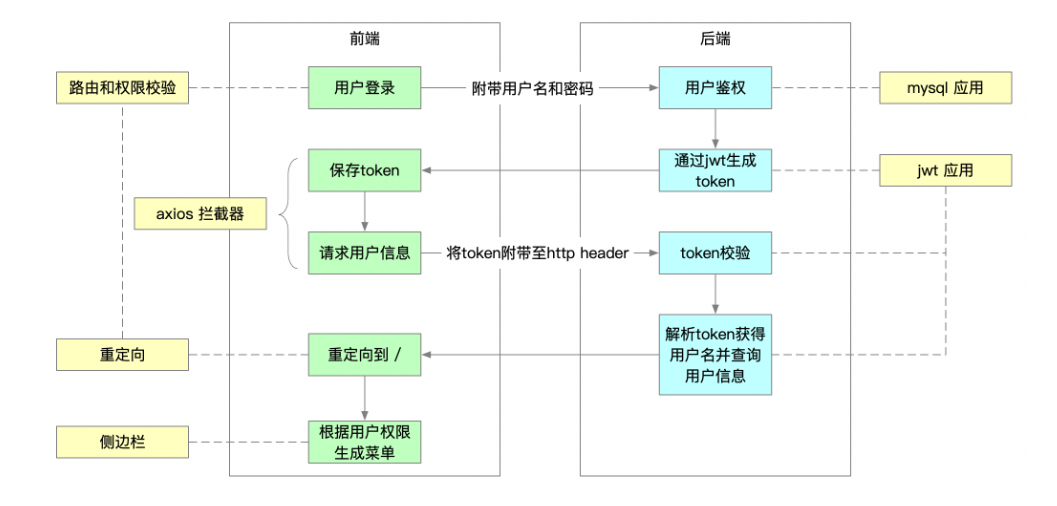 前端
后端
路由和权限校验
用户登录
附带用户名和密码
用户鉴权
mysql 应用
保存token
通过jwt生成
token
jwt 应用
axios 拦截器
请求用户信息
将token附带至http header
token校验
重定向
重定向到 /
解析token获得
用户名并查询
用户信息
侧边栏
根据用户权限
生成菜单